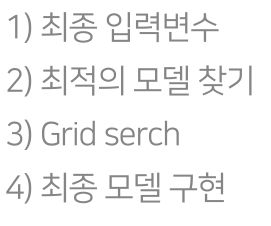 1) 최종 입력변수
2) 최적의 모델 찾기
3) Grid serch
4) 최종 모델 구현